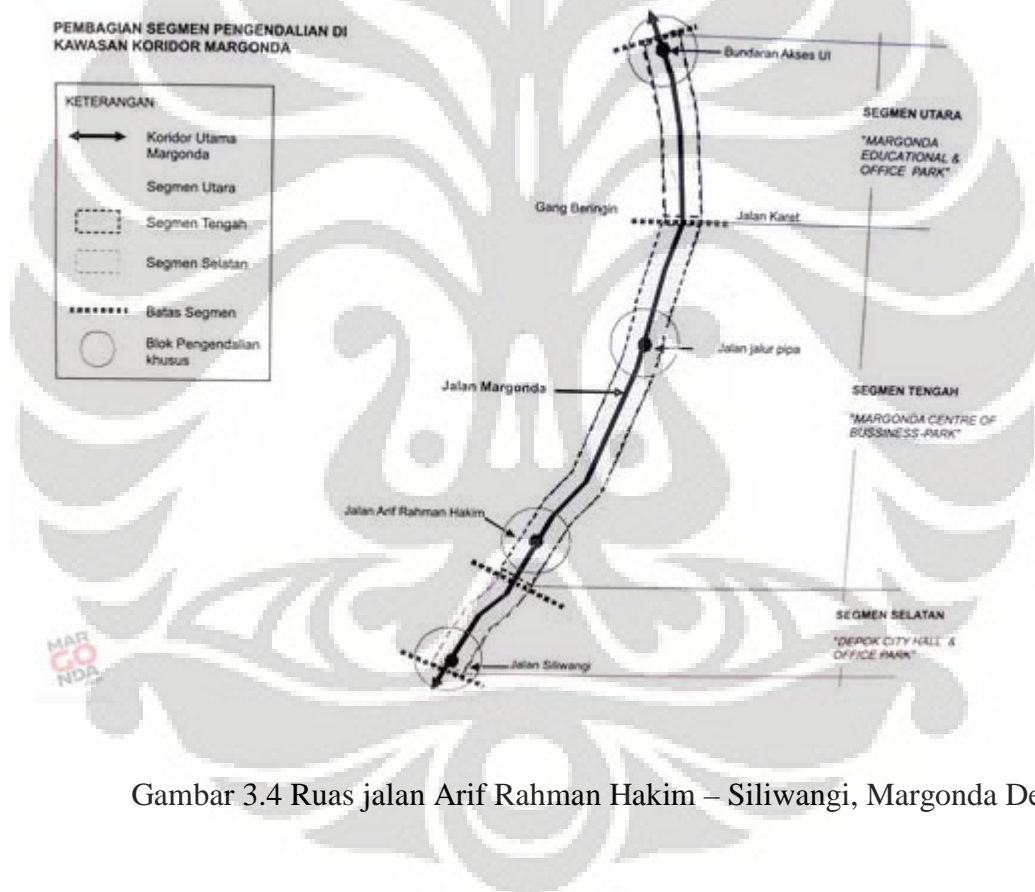 PEMBAGIAN SEGMEN PENGENDALIAN DI
KAWASAN KORIDOR MARGONDA
KETERANGAN
Koridor Utama
Margonda
Segmen Utara
Segmen Tengah
Segmen Selatan
Batas Segmen
Blok Pengendalian
khusus
Bundaran Akses UI
SEGMEN UTARA
"MARGONDA
EDUCATIONAL &
OFFICE PARK"
Gang Beringin
Jalan Karet
Jalan jalur pipa
Jalan Margonda
SEGMEN TENGAH
"MARGONDA CENTRE OF
BUSSINESS-PARK"
Jalan Arif Rahman Hakim
SEGMEN SELATAN
"DEPOK CITY HALL &
OFFICE PARK"
Jalan Siliwangi
MAR
GO
NDA
Gambar 3.4 Ruas jalan Arif Rahman Hakim – Siliwangi, Margonda De